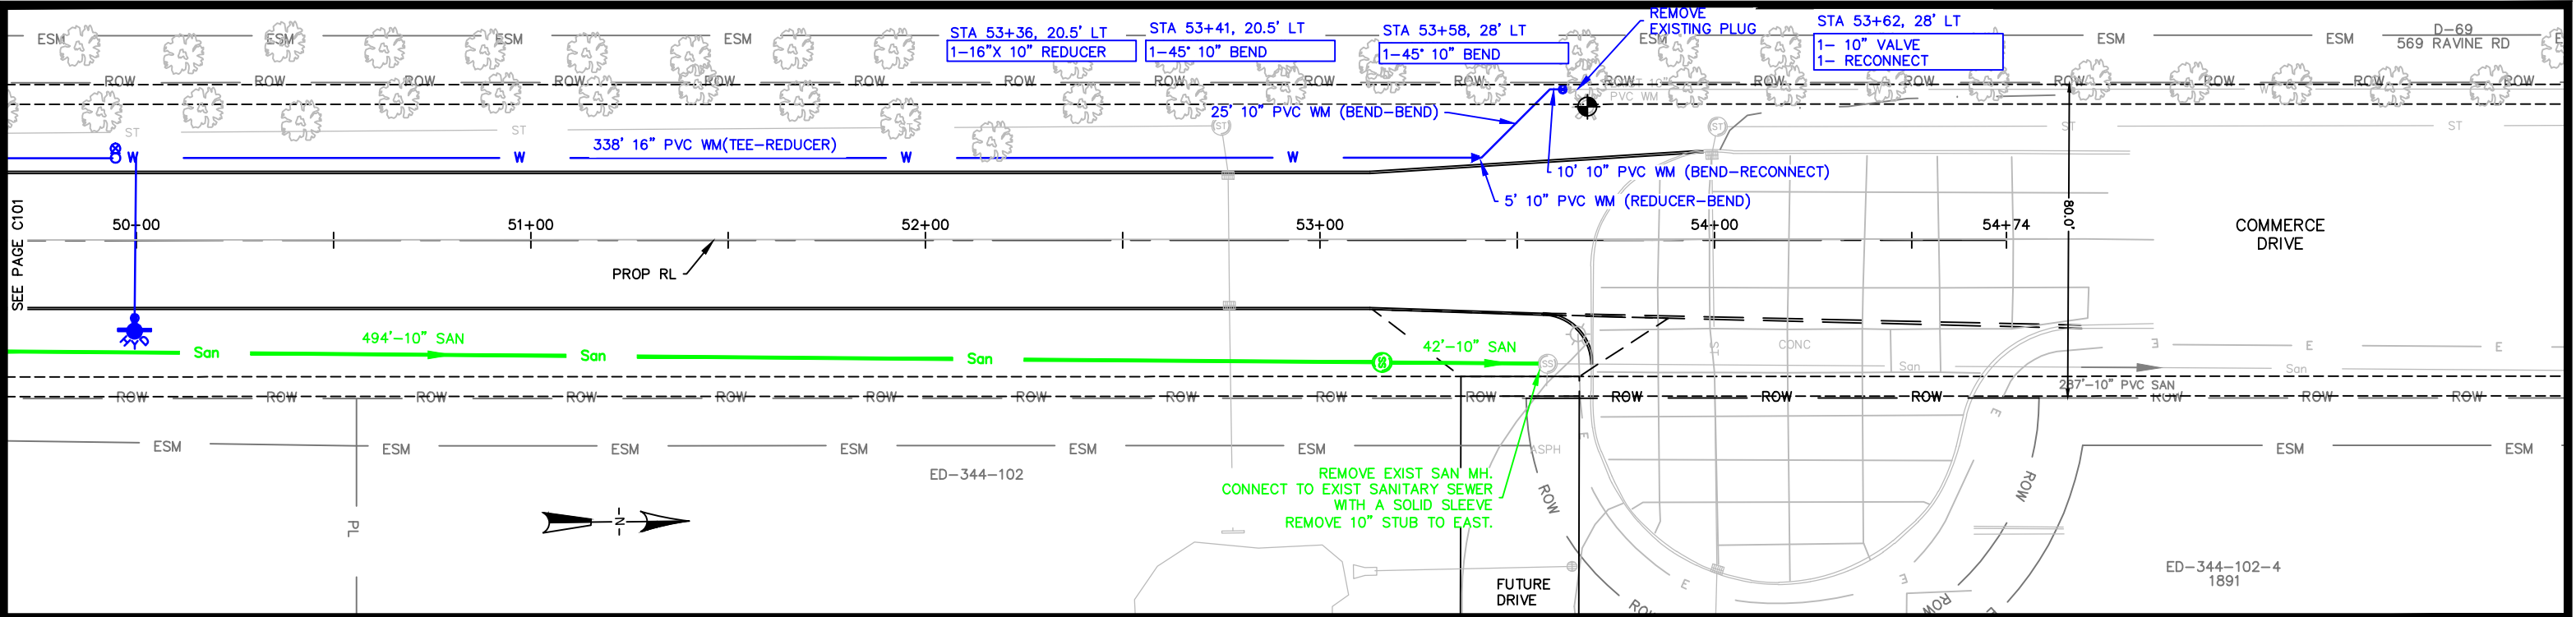 STA 53+36, 20.5' LT
1-16"X 10" REDUCER
STA 53+41, 20.5' LT
1-45° 10" BEND
STA 53+58, 28' LT
1-45° 10" BEND
REMOVE
EXISTING PLUG
STA 53+62, 28' LT
1- 10" VALVE
1- RECONNECT
D-69
569 RAVINE RD
ESM ESM ESM ESM ESM ESM ESM
ROW ROW ROW ROW ROW ROW ROW ROW ROW ROW ROW ROW ROW ROW ROW ROW ROW
PVC WM
25' 10" PVC WM (BEND-BEND)
ST ST ST ST ST ST
338' 16" PVC WM(TEE-REDUCER)
W W W W
10' 10" PVC WM (BEND-RECONNECT)
5' 10" PVC WM (REDUCER-BEND)
SEE PAGE C101
50+00 51+00 52+00 53+00 54+00 54+74
80.0'
COMMERCE
DRIVE
PROP RL
494'-10" SAN
San San San
S
42'-10" SAN
SS
ST
CONC
San
E E E
San
287'-10" PVC SAN
ROW ROW ROW ROW ROW ROW ROW ROW ROW ROW ROW ROW ROW ROW ROW ROW
ESM ESM ESM ESM ESM ESM ESM ESM
E E
ASPH
ED-344-102
REMOVE EXIST SAN MH.
CONNECT TO EXIST SANITARY SEWER
WITH A SOLID SLEEVE
REMOVE 10" STUB TO EAST.
ROW ROW
PL
-N-
FUTURE
DRIVE
E E E
ROW ROW
ED-344-102-4
1891